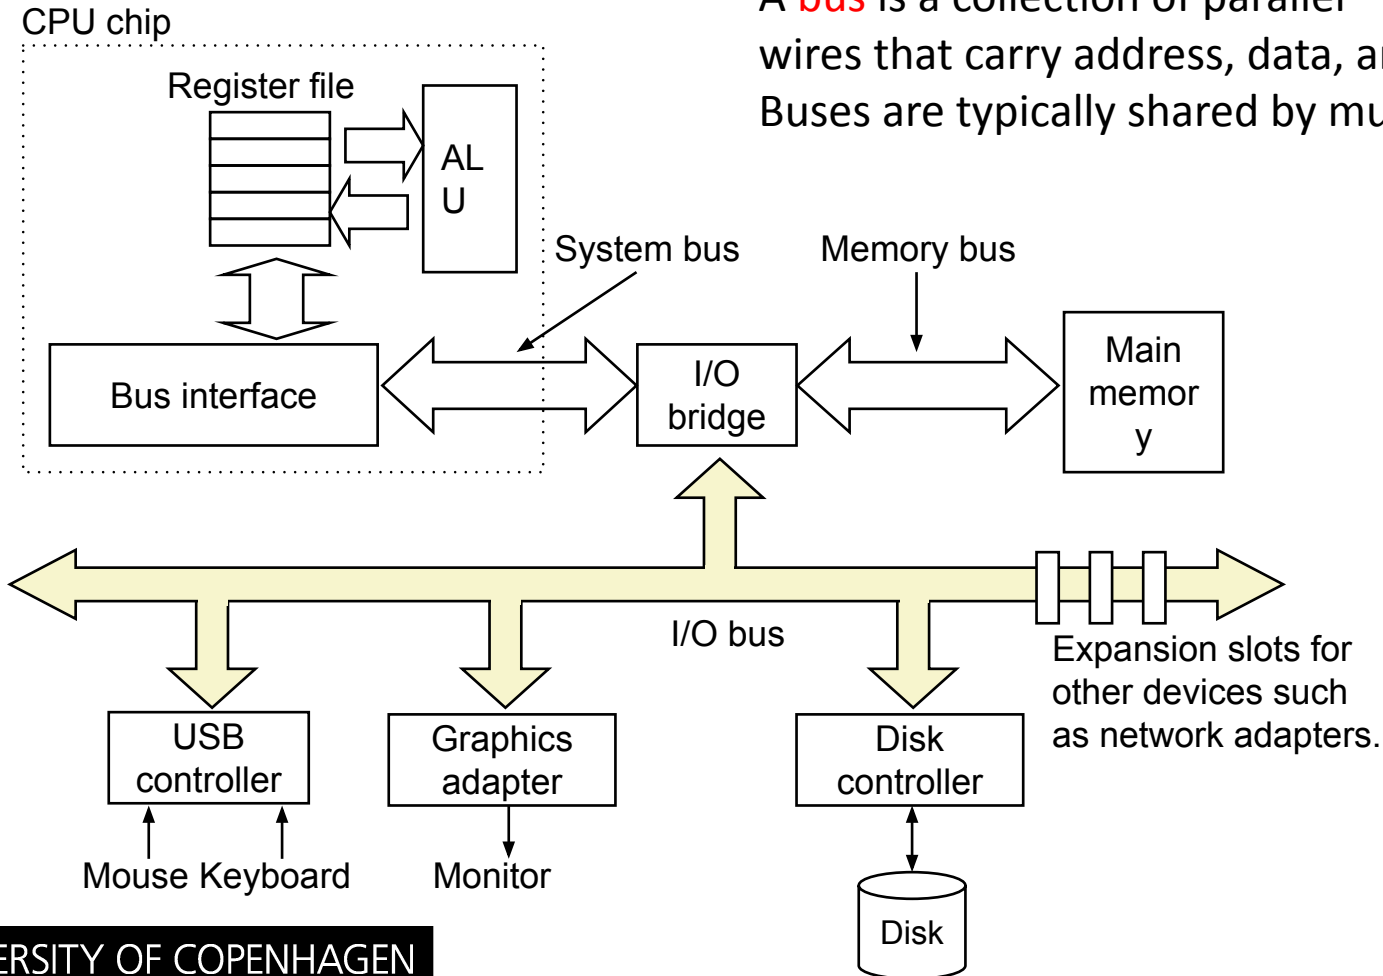 A bus is a collection of parallel
wires that carry address, data, a
Buses are typically shared by mu
CPU chip
Register file
AL
U
System bus
Memory bus
Bus interface
I/O
bridge
Main
memor
y
I/O bus
Expansion slots for
other devices such
as network adapters.
USB
controller
Graphics
adapter
Disk
controller
Mouse Keyboard
Monitor
Disk
ERSITY OF COPENHAGEN